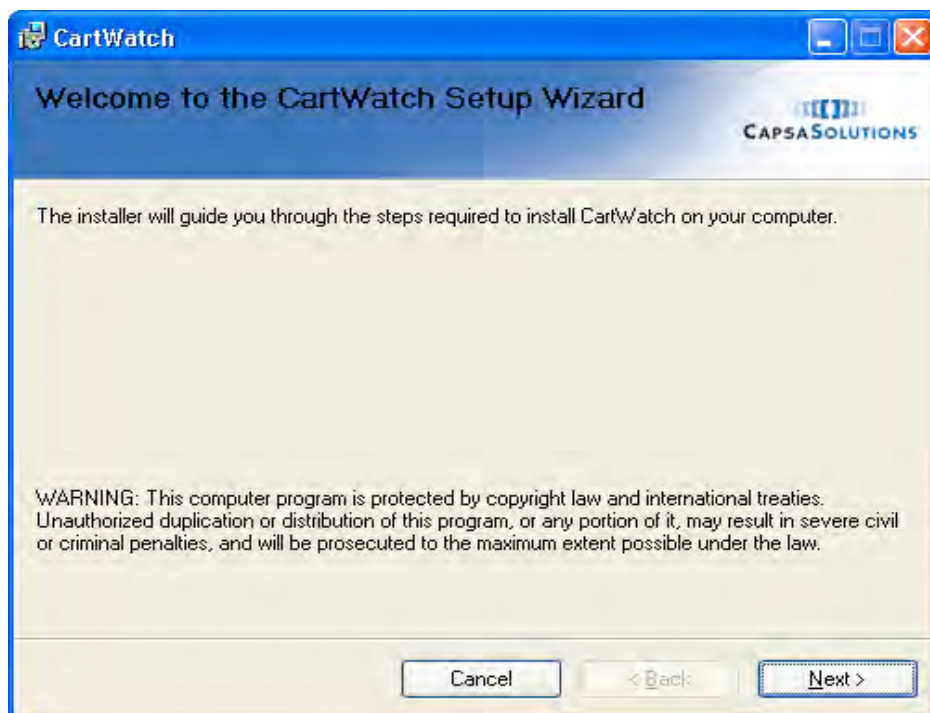 CartWatch
Welcome to the CartWatch Setup Wizard
CAPSASOLUTIONS
The installer will guide you through the steps required to install CartWatch on your computer.
WARNING: This computer program is protected by copyright law and international treaties.
Unauthorized duplication or distribution of this program, or any portion of it, may result in severe civil
or criminal penalties, and will be prosecuted to the maximum extent possible under the law.
Cancel < Back Next >